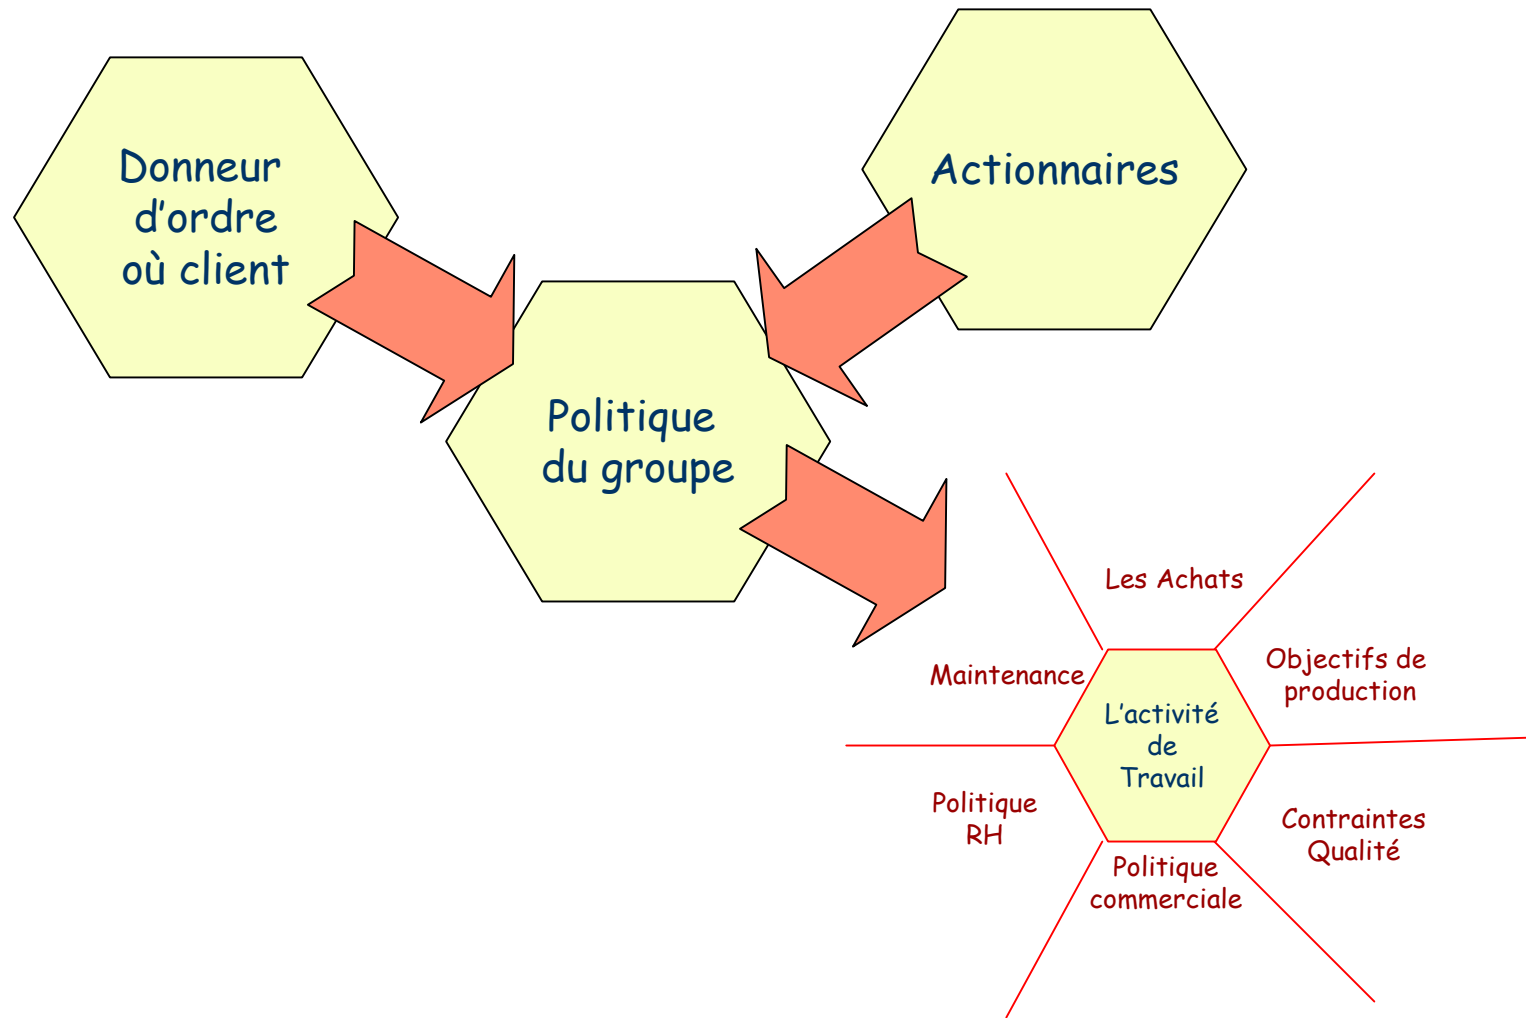 Donneur
d'ordre
où client
Actionnaires
Politique
du groupe
Les Achats
Maintenance
Objectifs de
production
L'activité
de
Travail
Politique
RH
Contraintes
Qualité
Politique
commerciale